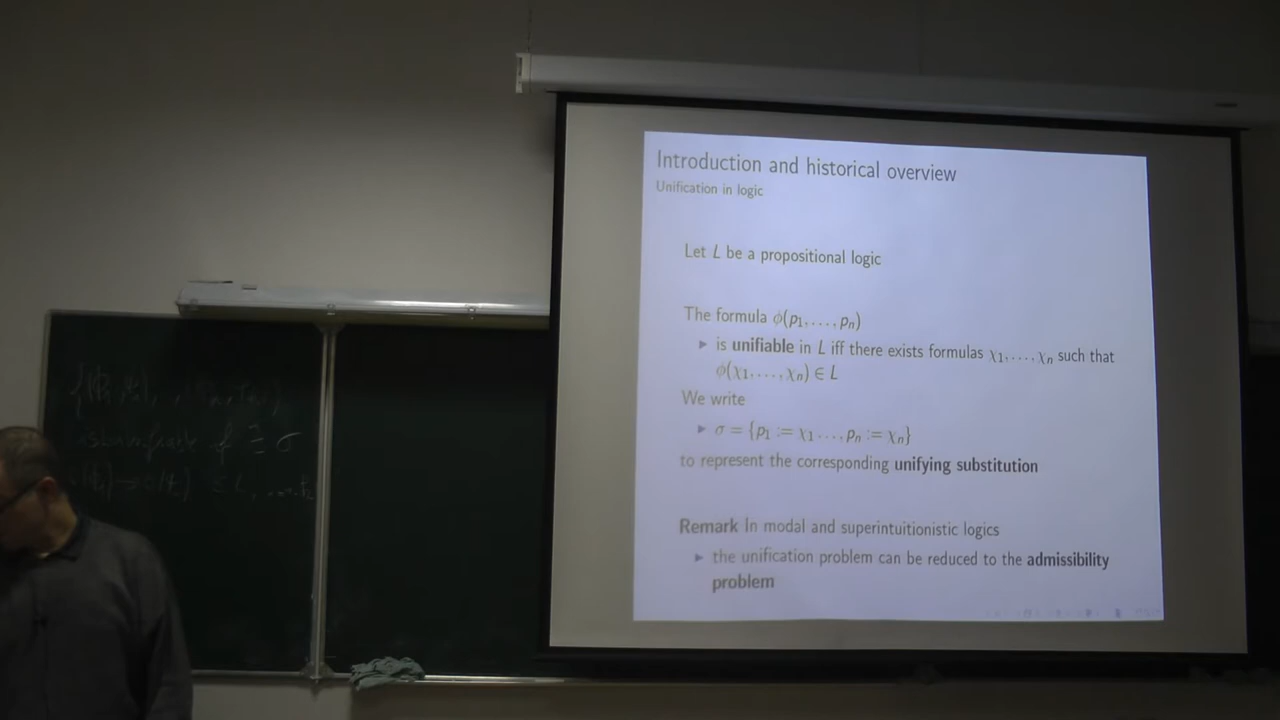 Introduction and historical overview
Unification in logic
Let L be a propositional logic
The formula ϕ(p₁, . . . , pₙ)
▸ is unifiable in L iff there exists formulas χ₁, . . . , χₙ such that
ϕ(χ₁, . . . , χₙ) ∈ L
We write
▸ σ = {p₁ := χ₁ . . . , pₙ := χₙ}
to represent the corresponding unifying substitution
Remark In modal and superintuitionistic logics
▸ the unification problem can be reduced to the admissibility
problem
∃ σ